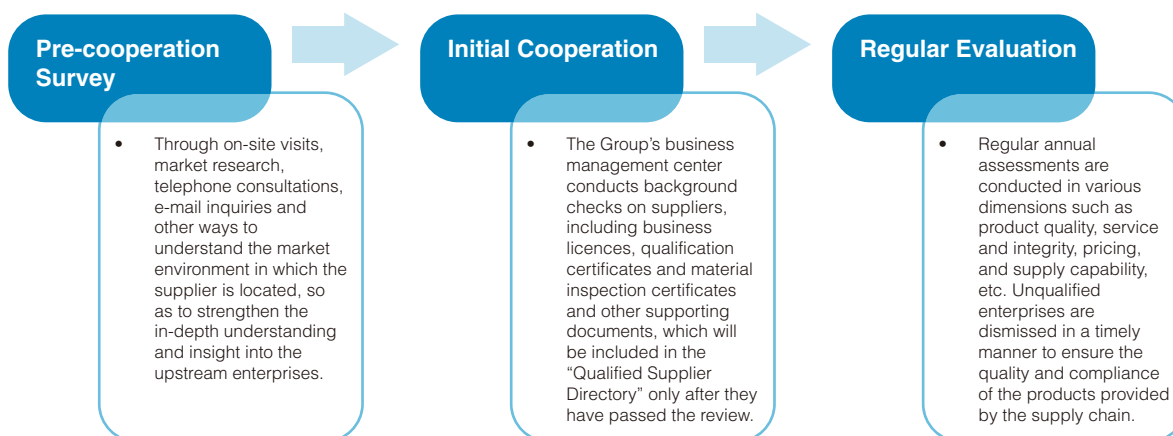 Pre-cooperation
Survey
• Through on-site visits,
market research,
telephone consultations,
e-mail inquiries and
other ways to
understand the market
environment in which the
supplier is located, so
as to strengthen the
in-depth understanding
and insight into the
upstream enterprises.
Initial Cooperation
• The Group’s business
management center
conducts background
checks on suppliers,
including business
licences, qualification
certificates and material
inspection certificates
and other supporting
documents, which will
be included in the
“Qualified Supplier
Directory” only after they
have passed the review.
Regular Evaluation
• Regular annual
assessments are
conducted in various
dimensions such as
product quality, service
and integrity, pricing,
and supply capability,
etc. Unqualified
enterprises are
dismissed in a timely
manner to ensure the
quality and compliance
of the products provided
by the supply chain.